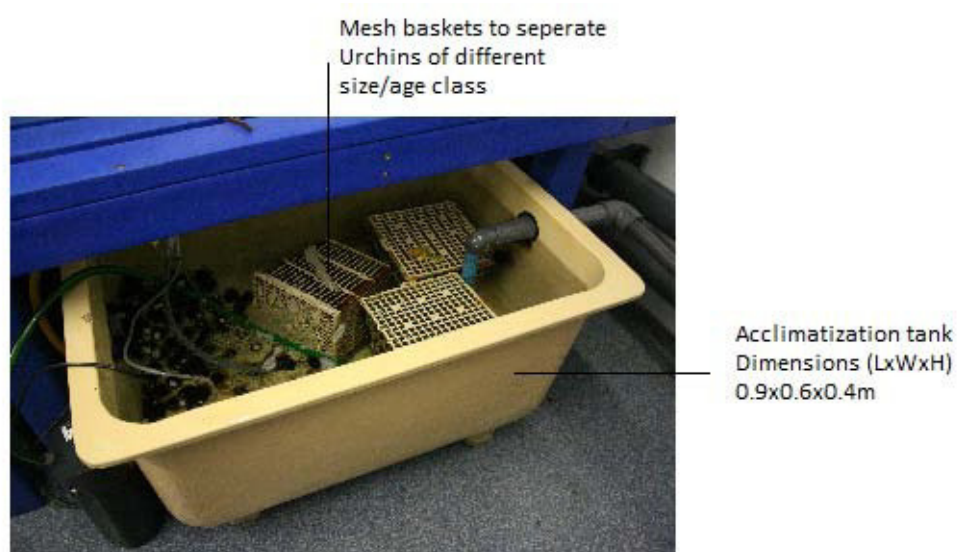 Mesh baskets to seperate
Urchins of different
size/age class
Acclimatization tank
Dimensions (LxWxH)
0.9x0.6x0.4m